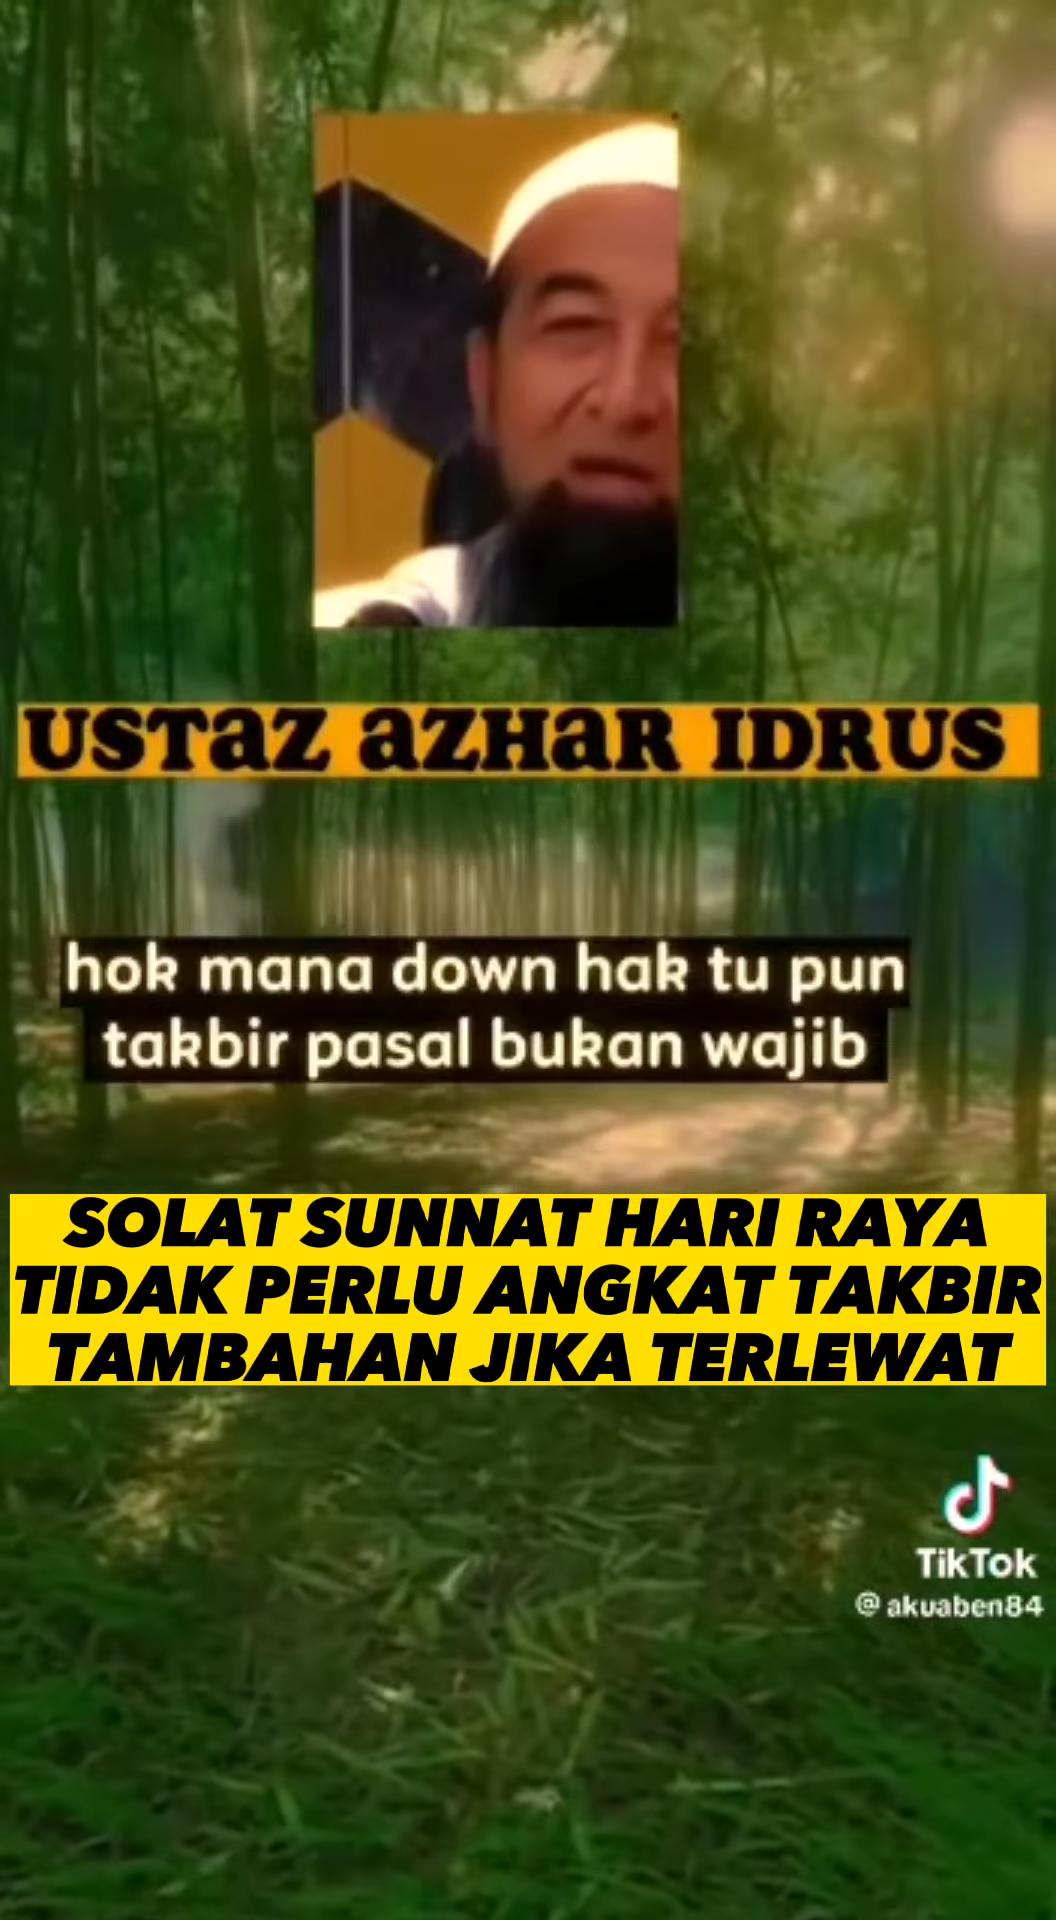 USTaZ aZHaR IDRUS
hok mana down hak tu pun
takbir pasal bukan wajib
SOLAT SUNNAT HARI RAYA
TIDAK PERLU ANGKAT TAKBIR
TAMBAHAN JIKA TERLEWAT
TikTok
@akuaben84